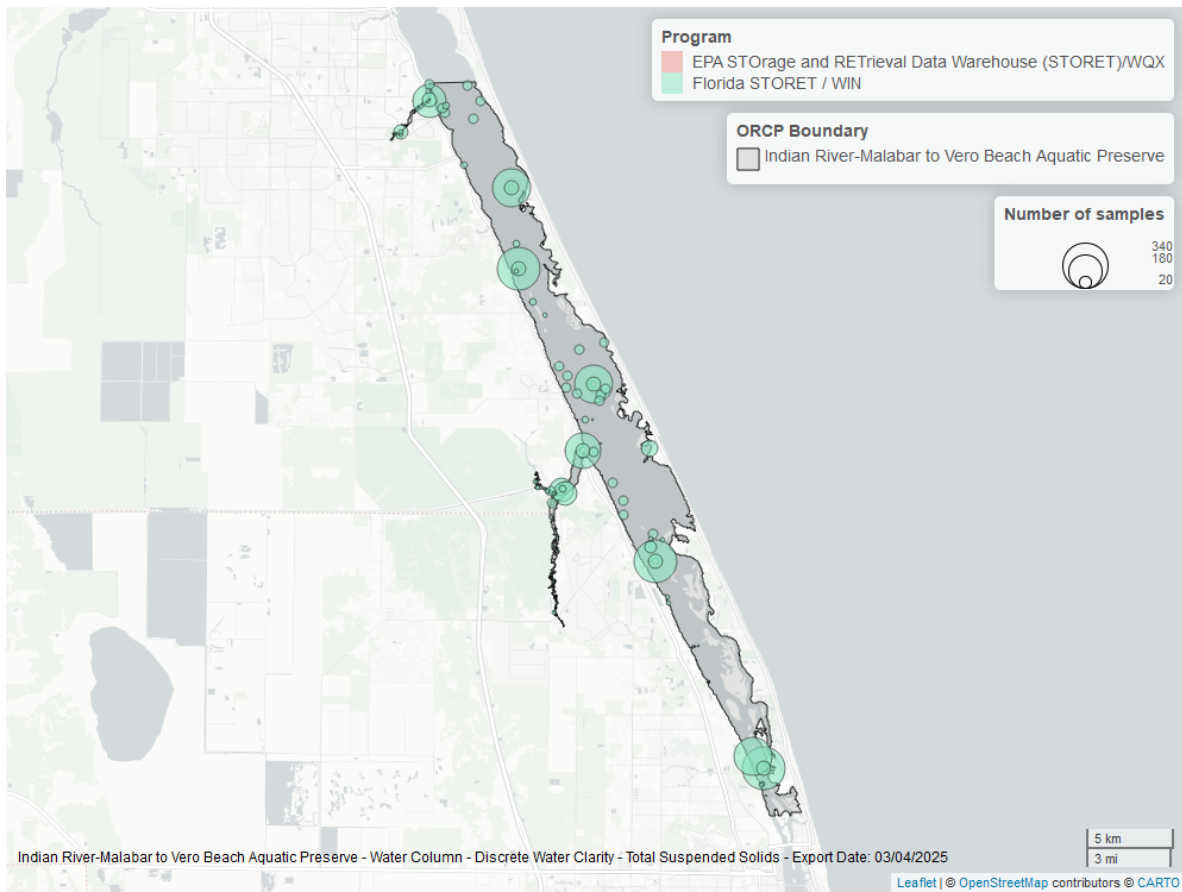 Program
EPA STOrage and RETrieval Data Warehouse (STORET)/WQX
Florida STORET / WIN
ORCP Boundary
Indian River-Malabar to Vero Beach Aquatic Preserve
Number of samples
340
180
20
5 km
3 mi
Indian River-Malabar to Vero Beach Aquatic Preserve - Water Column - Discrete Water Clarity - Total Suspended Solids - Export Date: 03/04/2025
Leaflet | © OpenStreetMap contributors © CARTO